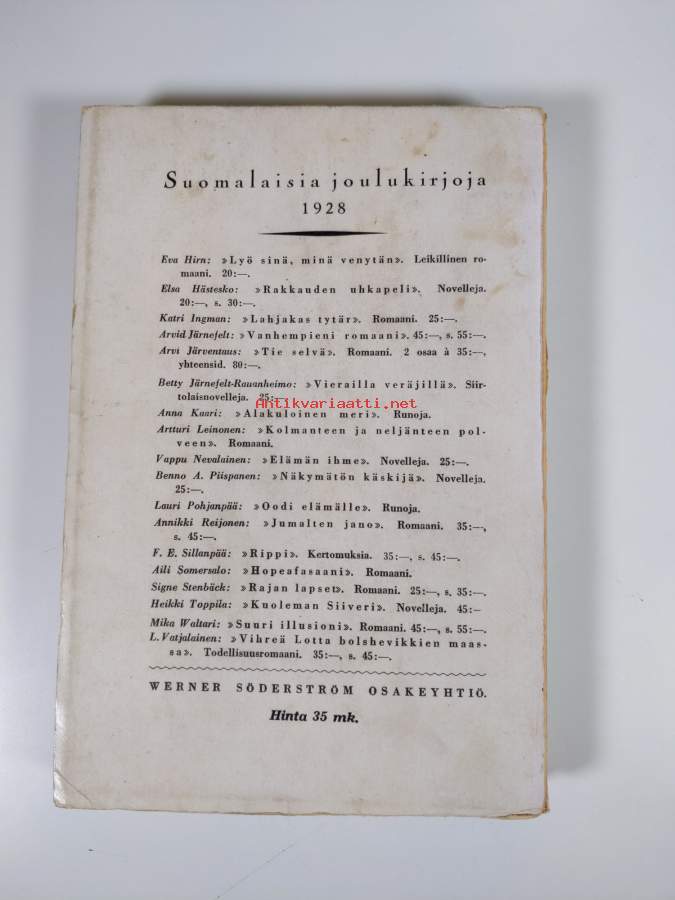 Suomalaisia joulukirjoja
1928
Eva Hirn: »Lyö sinä, minä venytän». Leikillinen ro-
maani. 20:—.
Elsa Hästesko: »Rakkauden uhkapeli». Novelleja.
20:—, s. 30:—.
Katri Ingman: »Lahjakas tytär». Romaani. 25:—.
Arvid Järnefelt: »Vanhempieni romaani». 45:—, s. 55:—.
Arvi Järventaus: »Tie selvä». Romaani. 2 osaa à 35:—,
yhteensid. 80:—.
Betty Järnefelt-Rauanheimo: »Vierailla veräjillä». Siir-
tolaisnovelleja. 25:—.
Antikvariaatti.net
Anna Kaari: »Alakuloinen meri». Runoja.
Artturi Leinonen: »Kolmanteen ja neljänteen pol-
veen». Romaani.
Vappu Nevalainen: »Elämän ihme». Novelleja. 25:—.
Benno A. Piispanen: »Näkymätön käskijä». Novelleja.
25:—.
Lauri Pohjanpää: »Oodi elämälle». Runoja.
Annikki Reijonen: »Jumalten jano». Romaani. 35:—,
s. 45:—.
F. E. Sillanpää: »Rippi». Kertomuksia. 35:—, s. 45:—.
Aili Somersalo: »Hopeafasaani». Romaani.
Signe Stenbäck: »Rajan lapset». Romaani. 25:—, s. 35:—.
Heikki Toppila: »Kuoleman Siiveri». Novelleja. 45:—
Mika Waltari: »Suuri illusioni». Romaani. 45:—, s. 55:—.
L. Vatjalainen: »Vihreä Lotta bolshevikkien maas-
sa». Todellisuusromaani. 35:—, s. 45:—.
WERNER SÖDERSTRÖM OSAKEYHTIÖ.
Hinta 35 mk.